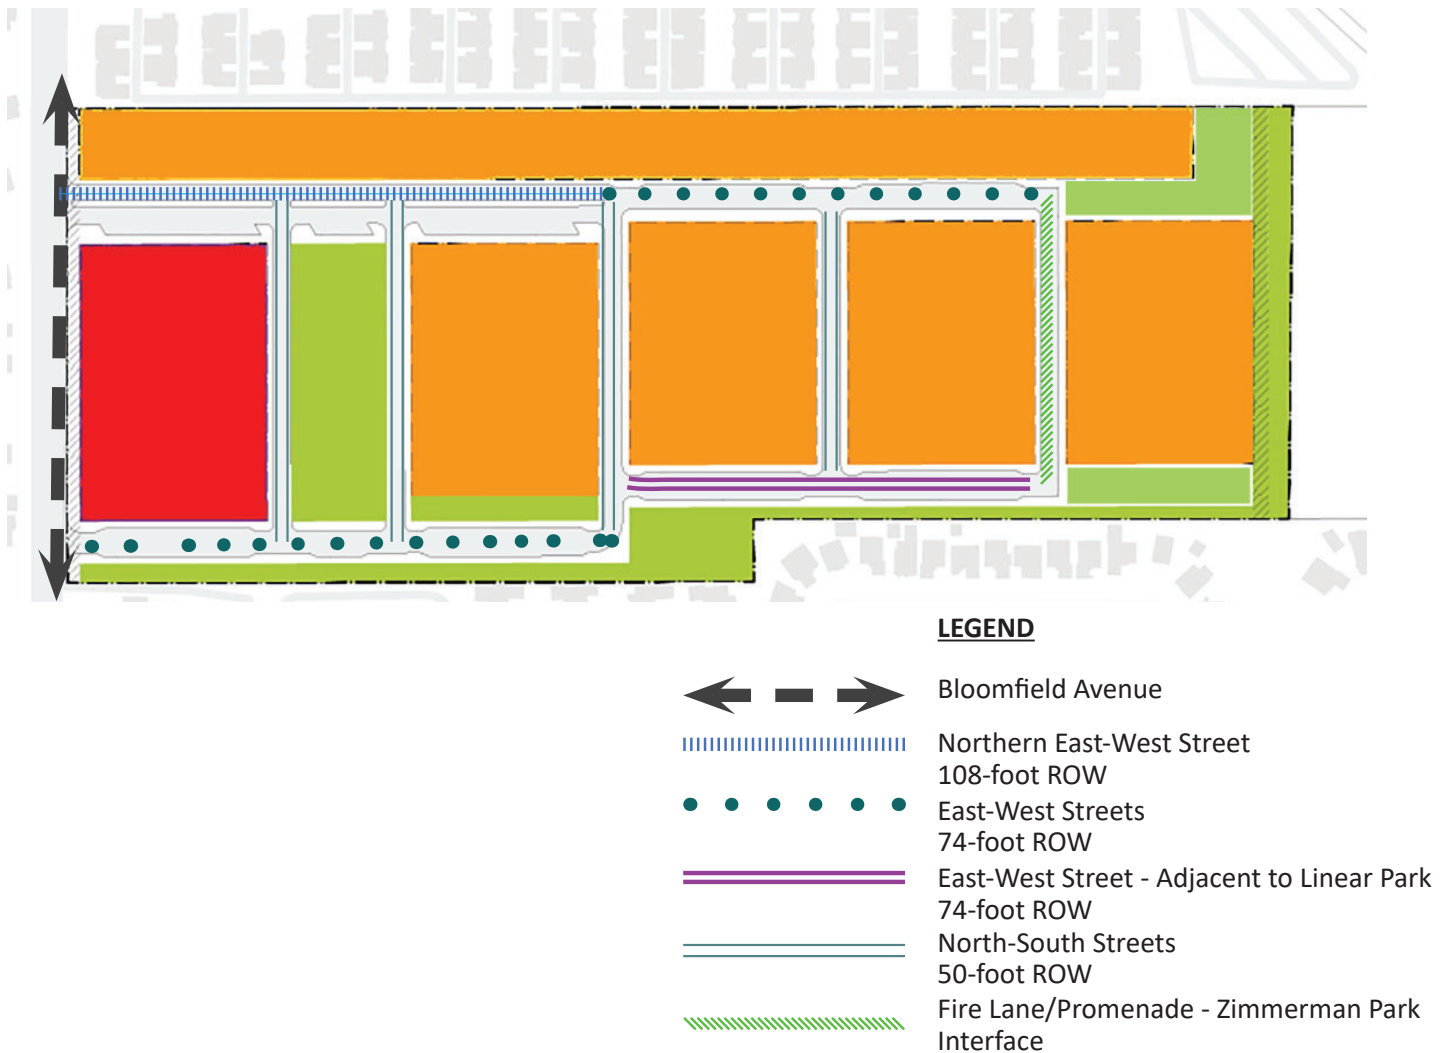 LEGEND
Bloomfield Avenue
Northern East-West Street
108-foot ROW
East-West Streets
74-foot ROW
East-West Street - Adjacent to Linear Park
74-foot ROW
North-South Streets
50-foot ROW
Fire Lane/Promenade - Zimmerman Park
Interface